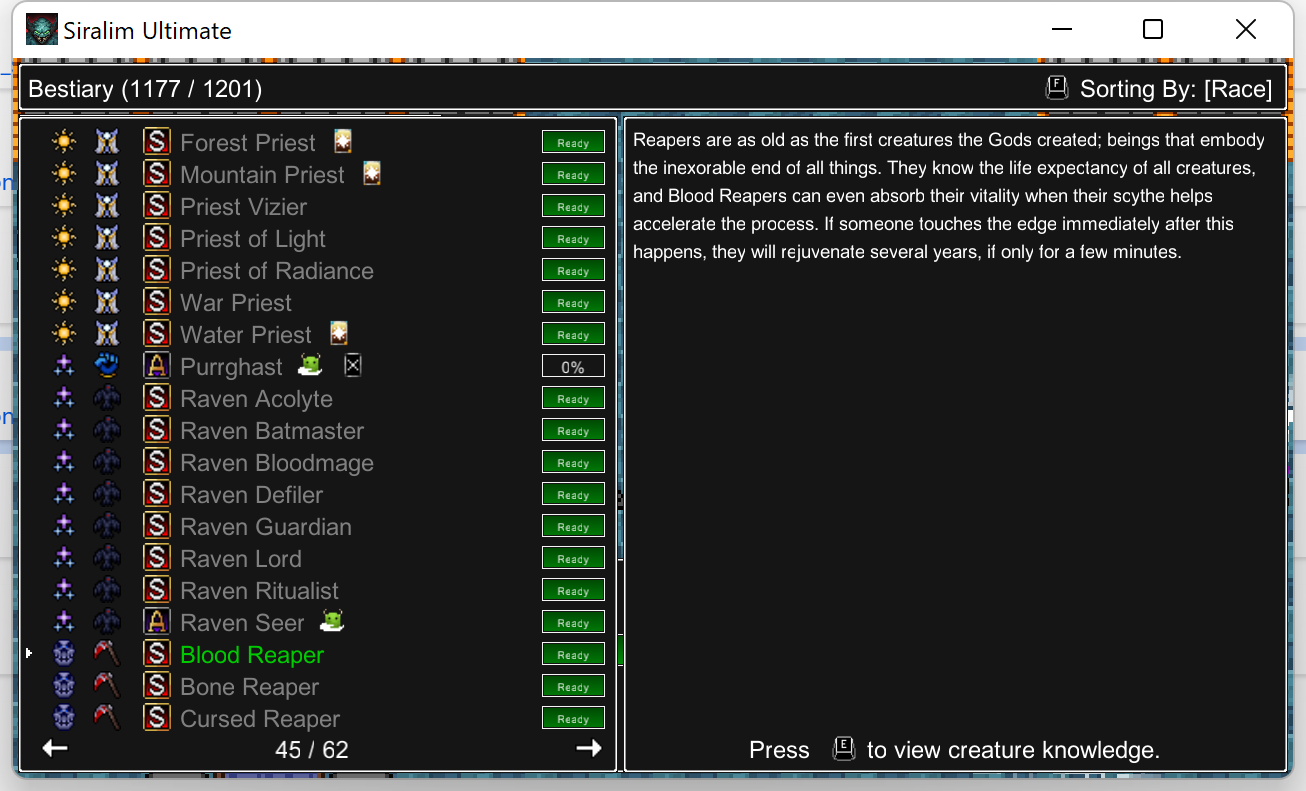 Siralim Ultimate
Bestiary (1177 / 1201)
F Sorting By: [Race]
S Forest Priest Ready
S Mountain Priest Ready
S Priest Vizier Ready
S Priest of Light Ready
S Priest of Radiance Ready
S War Priest Ready
S Water Priest Ready
A Purrghast 0%
S Raven Acolyte Ready
S Raven Batmaster Ready
S Raven Bloodmage Ready
S Raven Defiler Ready
S Raven Guardian Ready
S Raven Lord Ready
S Raven Ritualist Ready
A Raven Seer Ready
S Blood Reaper Ready
S Bone Reaper Ready
S Cursed Reaper Ready
45 / 62
Reapers are as old as the first creatures the Gods created; beings that embody
the inexorable end of all things. They know the life expectancy of all creatures,
and Blood Reapers can even absorb their vitality when their scythe helps
accelerate the process. If someone touches the edge immediately after this
happens, they will rejuvenate several years, if only for a few minutes.
Press E to view creature knowledge.